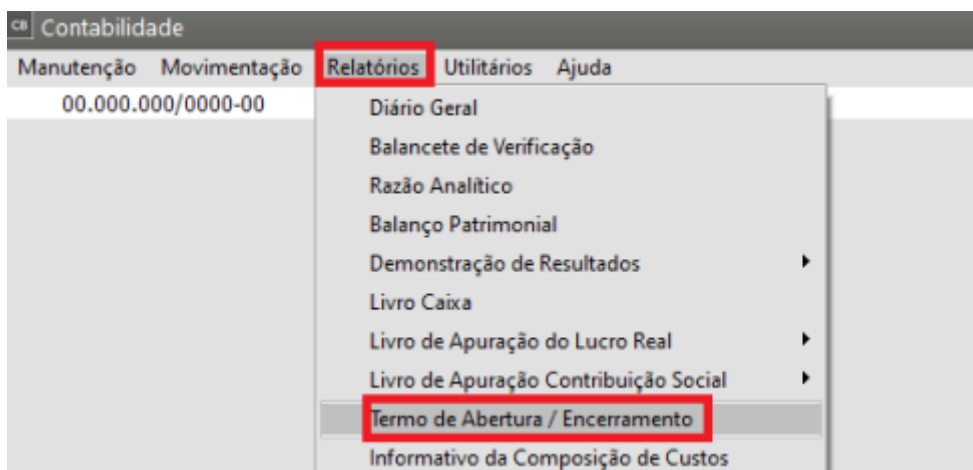 CB Contabilidade
Manutenção Movimentação Relatórios Utilitários Ajuda
00.000.000/0000-00
Diário Geral
Balancete de Verificação
Razão Analítico
Balanço Patrimonial
Demonstração de Resultados
Livro Caixa
Livro de Apuração do Lucro Real
Livro de Apuração Contribuição Social
Termo de Abertura / Encerramento
Informativo da Composição de Custos